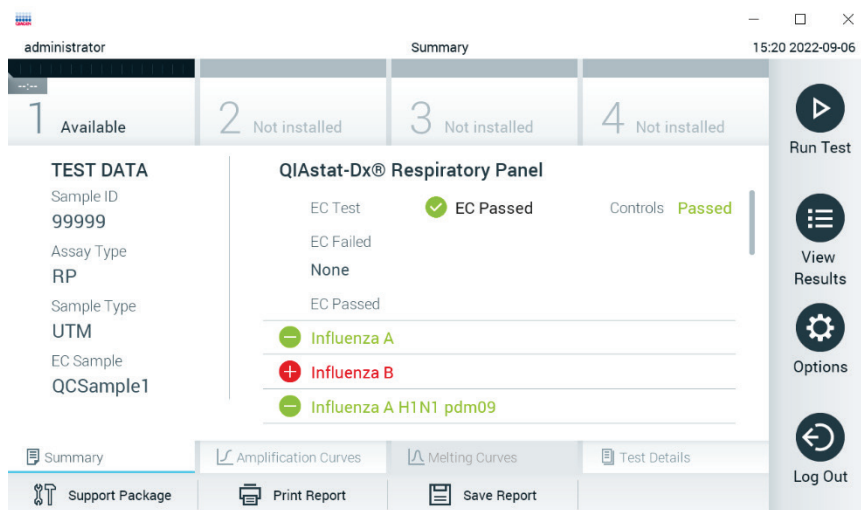 administrator
Summary
15:20 2022-09-06
--:--
1 Available
2 Not installed
3 Not installed
4 Not installed
Run Test
View
Results
Options
Log Out
TEST DATA
Sample ID
99999
Assay Type
RP
Sample Type
UTM
EC Sample
QCSample1
QIAstat-Dx® Respiratory Panel
EC Test EC Passed Controls Passed
EC Failed
None
EC Passed
Influenza A
Influenza B
Influenza A H1N1 pdm09
Summary
Amplification Curves
Melting Curves
Test Details
Support Package
Print Report
Save Report